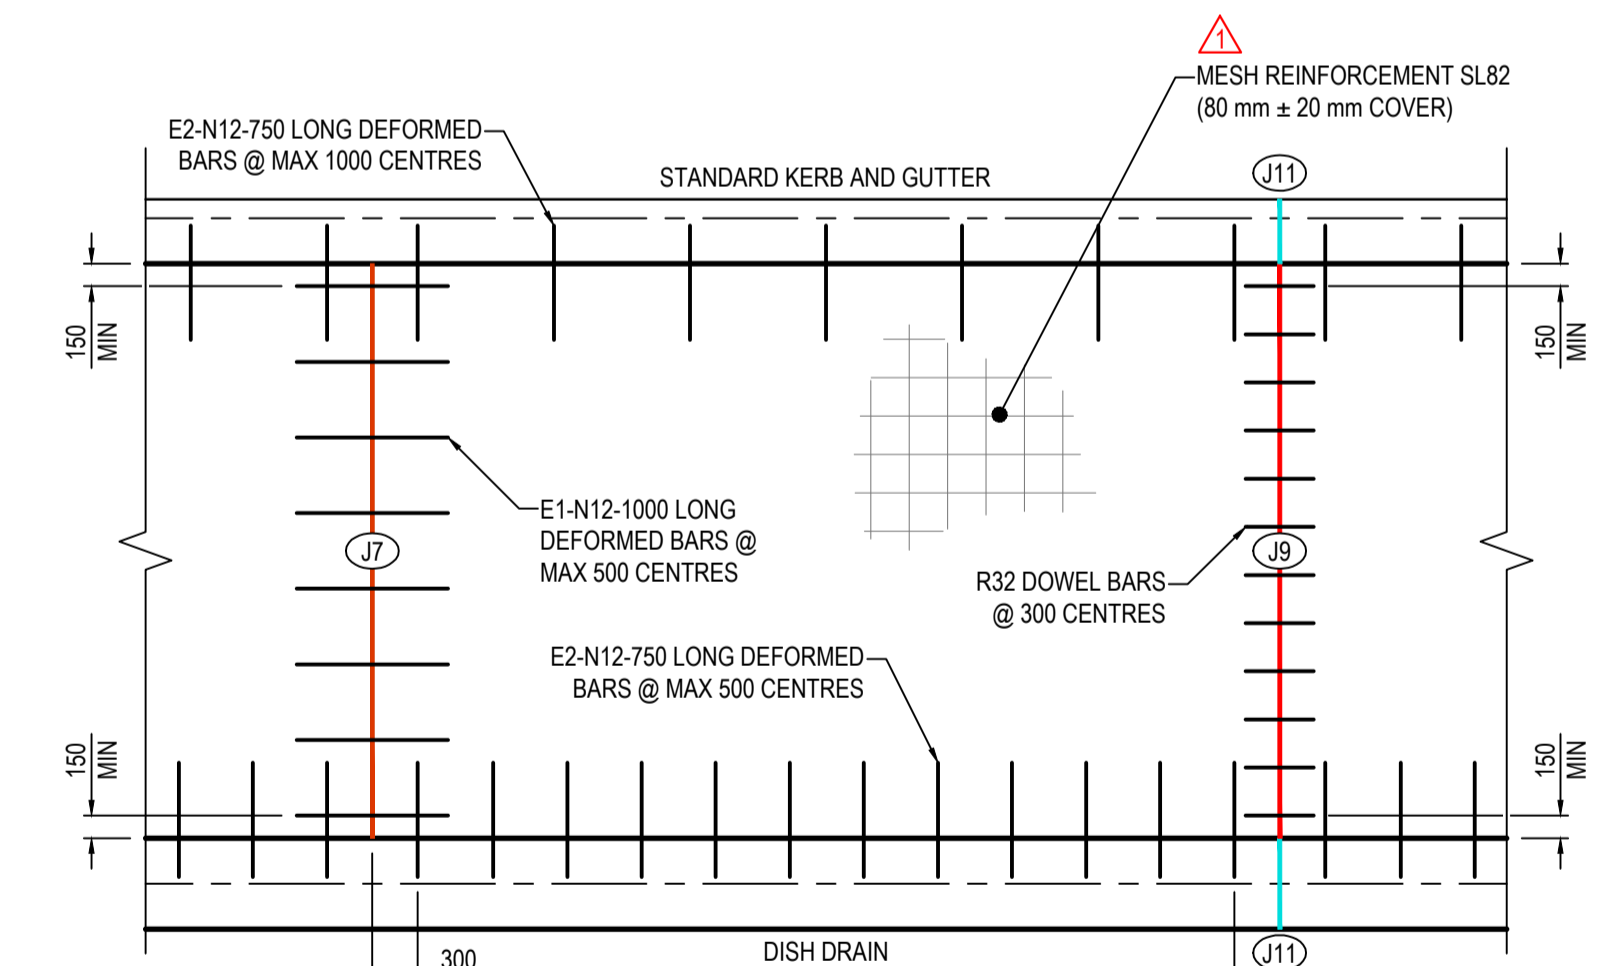 1
MESH REINFORCEMENT SL82
(80 mm ± 20 mm COVER)
E2-N12-750 LONG DEFORMED
BARS @ MAX 1000 CENTRES
STANDARD KERB AND GUTTER
J11
150
MIN
150
MIN
E1-N12-1000 LONG
DEFORMED BARS @
MAX 500 CENTRES
J7
J9
R32 DOWEL BARS
@ 300 CENTRES
E2-N12-750 LONG DEFORMED
BARS @ MAX 500 CENTRES
150
MIN
150
MIN
300
DISH DRAIN
J11